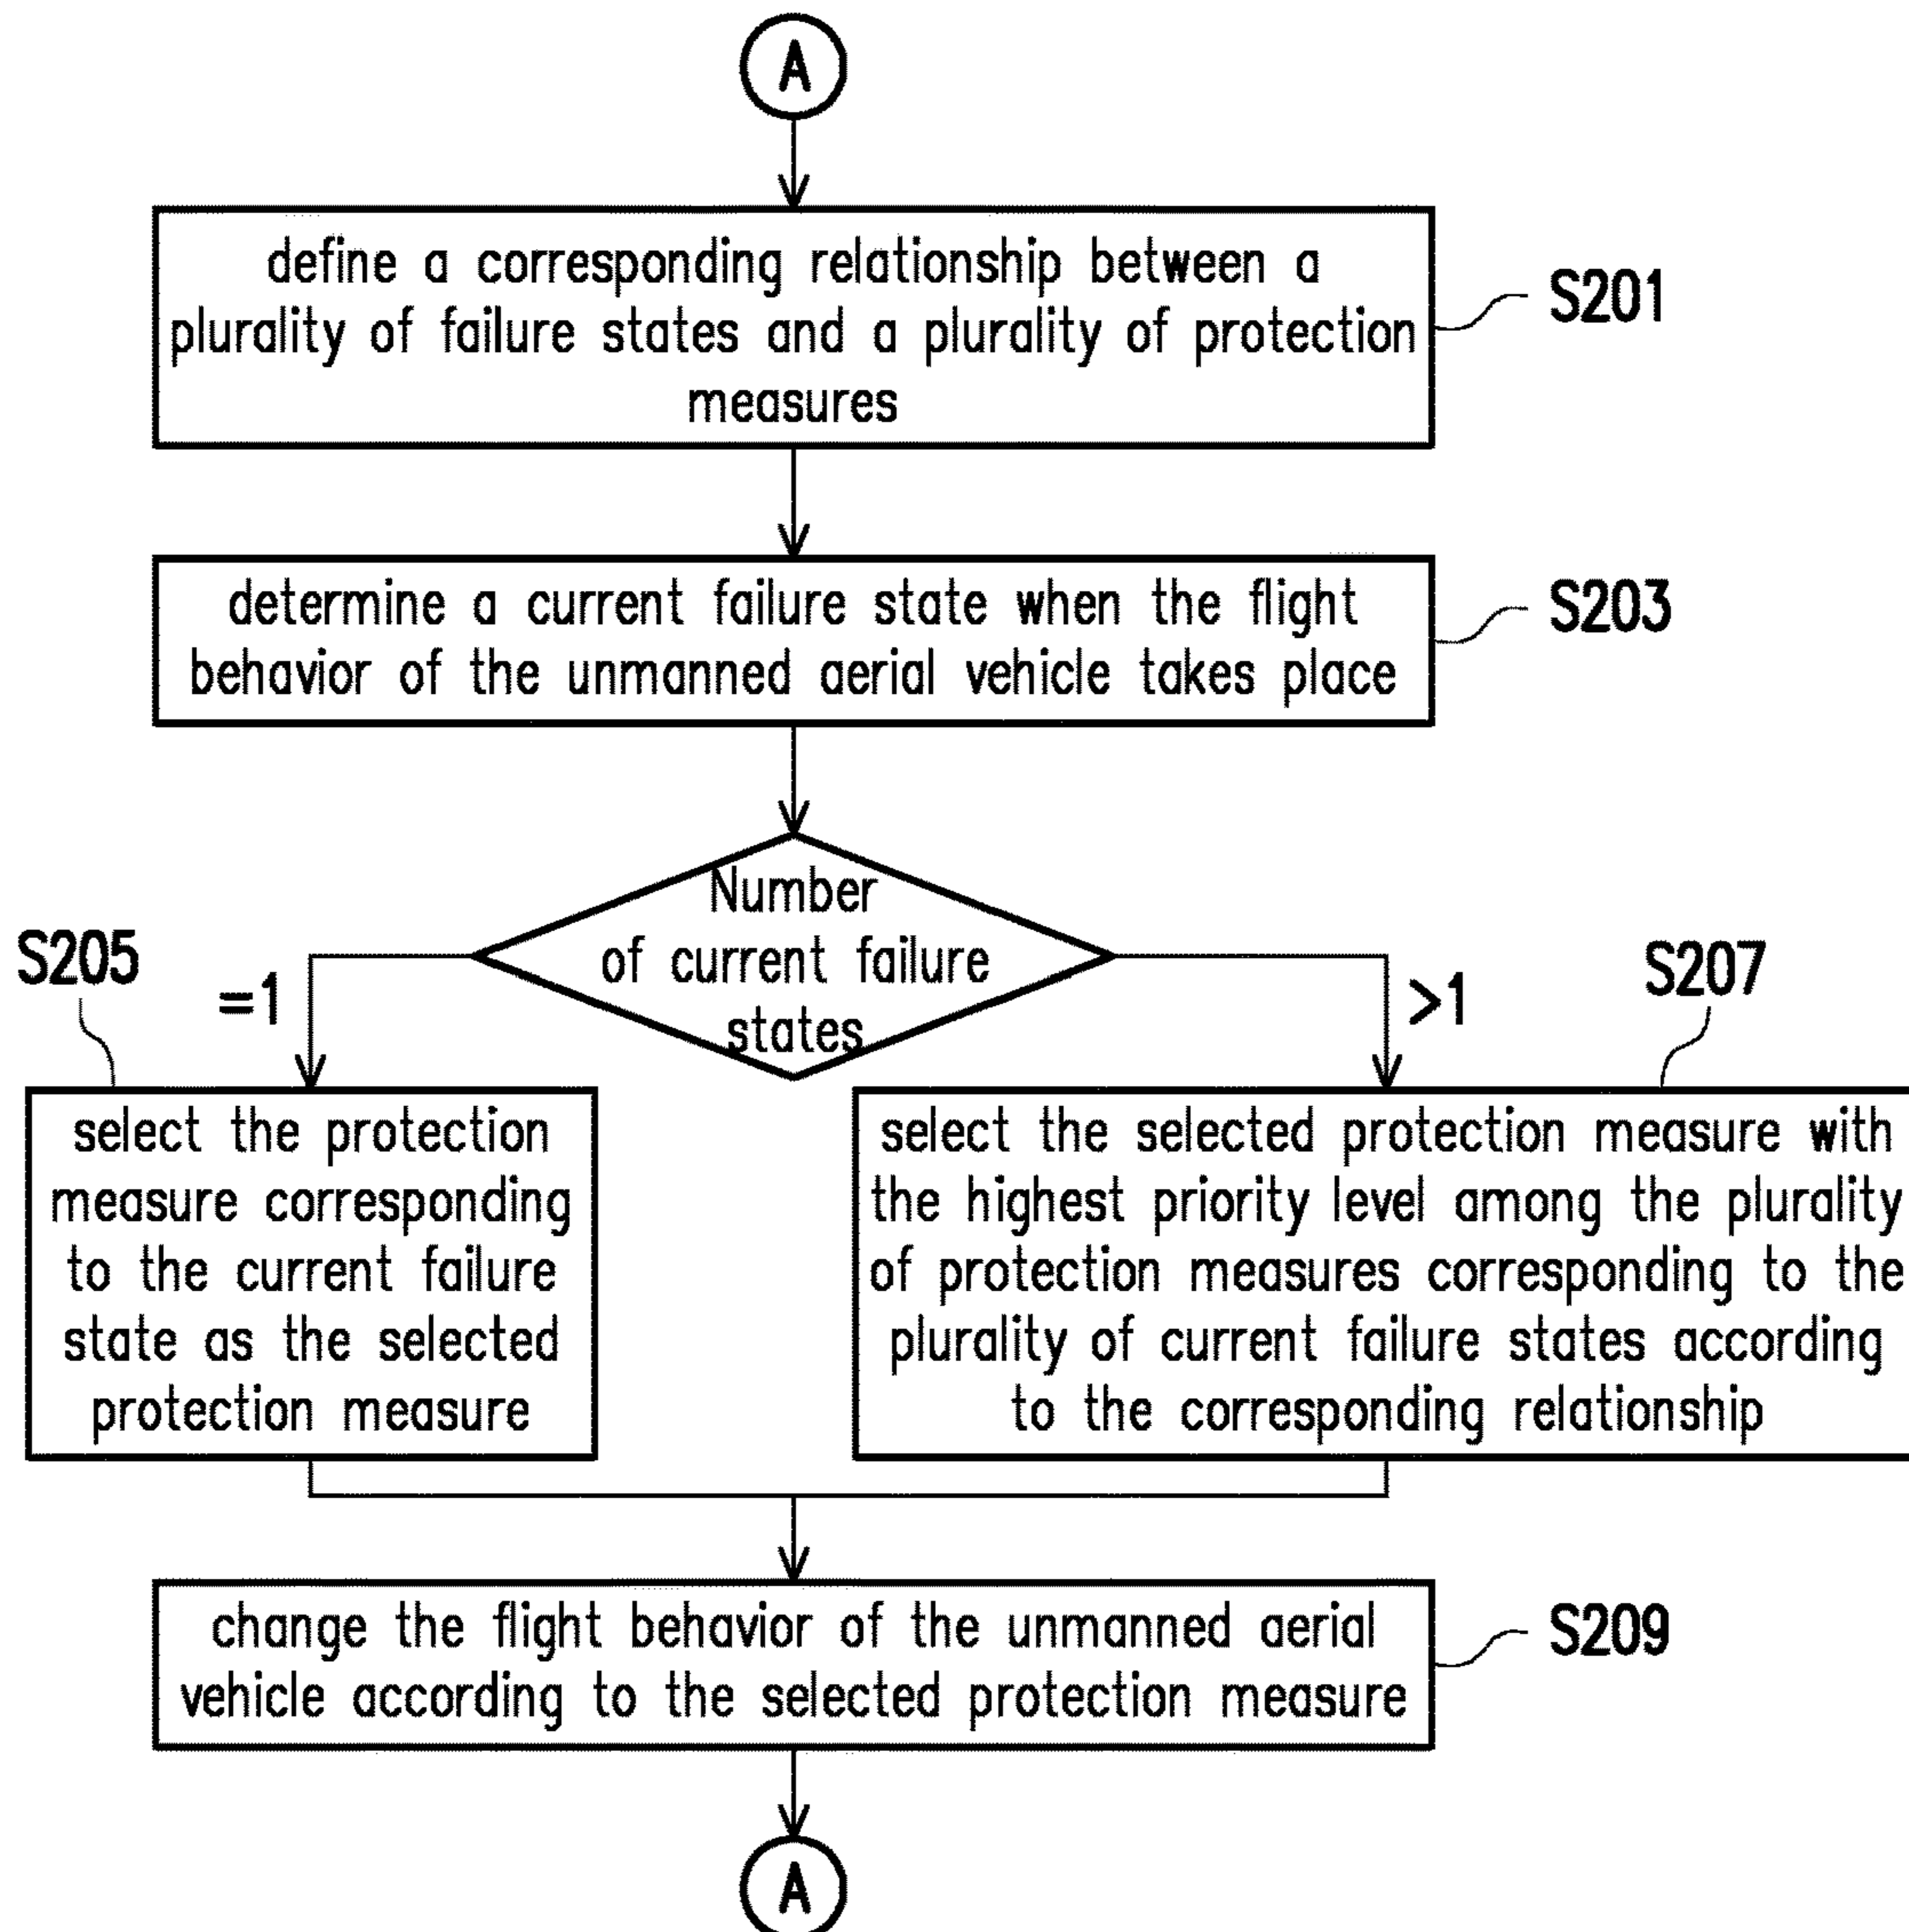 A
define a corresponding relationship between a
plurality of failure states and a plurality of protection
measures
S201
determine a current failure state when the flight
behavior of the unmanned aerial vehicle takes place
S203
Number
of current failure
states
S205
=1
>1
S207
select the protection
measure corresponding
to the current failure
state as the selected
protection measure
select the selected protection measure with
the highest priority level among the plurality
of protection measures corresponding to the
plurality of current failure states according
to the corresponding relationship
change the flight behavior of the unmanned aerial
vehicle according to the selected protection measure
S209
A